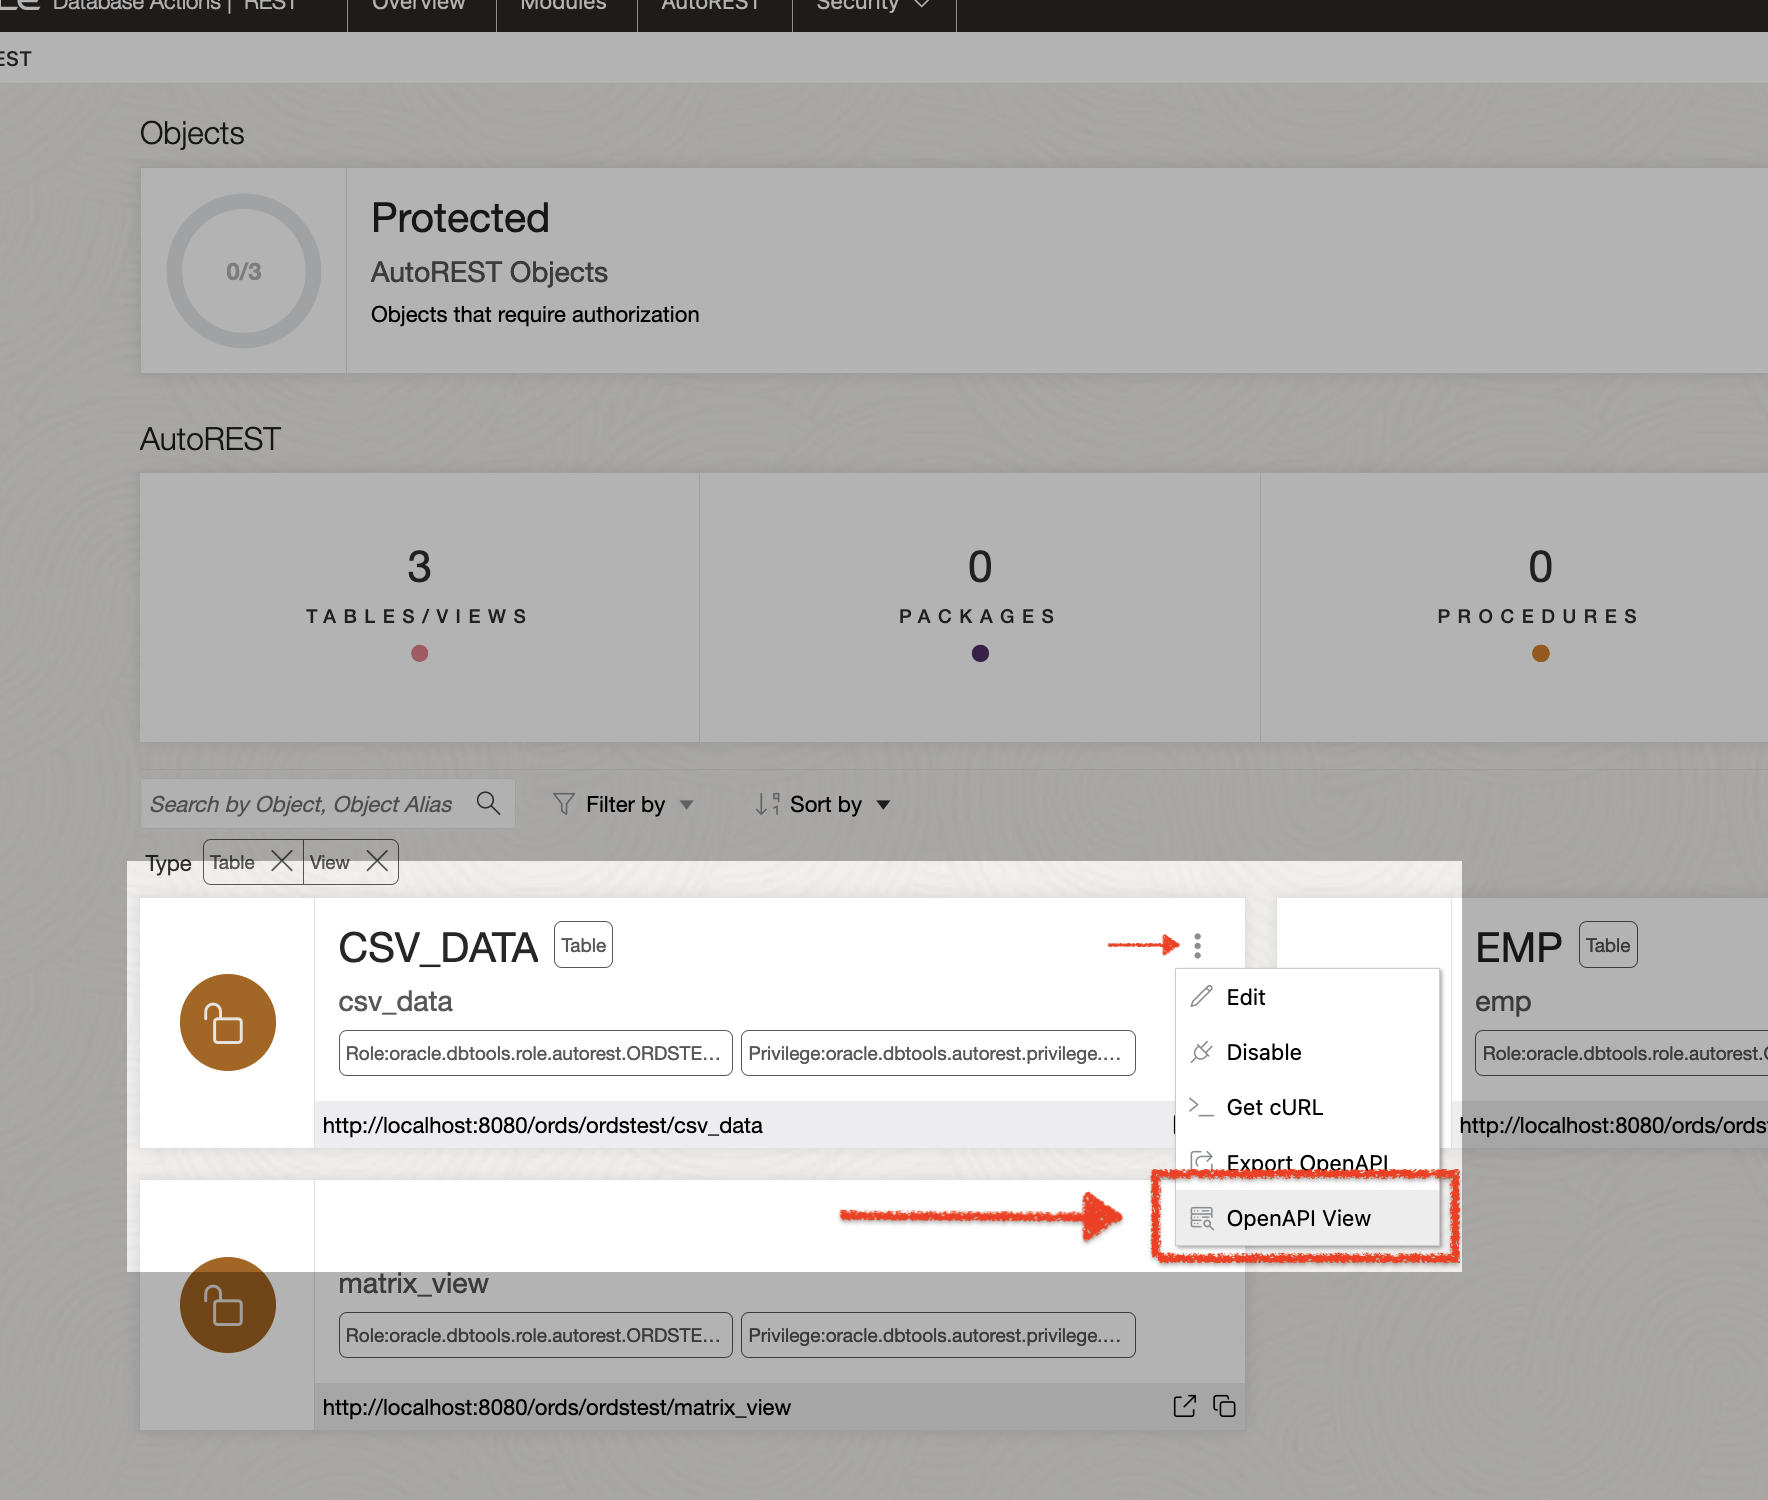 Database Actions | REST
Overview
Modules
AutoREST
Security
EST
Objects
0/3
Protected
AutoREST Objects
Objects that require authorization
AutoREST
3
TABLES/VIEWS
0
PACKAGES
0
PROCEDURES
Search by Object, Object Alias
Filter by
Sort by
Type
Table
View
CSV_DATA
Table
csv_data
Role:oracle.dbtools.role.autorest.ORDSTE...
Privilege:oracle.dbtools.autorest.privilege....
http://localhost:8080/ords/ordstest/csv_data
Edit
Disable
Get cURL
Export OpenAPI
OpenAPI View
EMP
Table
emp
Role:oracle.dbtools.role.autorest.O
http://localhost:8080/ords/ords
matrix_view
Role:oracle.dbtools.role.autorest.ORDSTE...
Privilege:oracle.dbtools.autorest.privilege....
http://localhost:8080/ords/ordstest/matrix_view